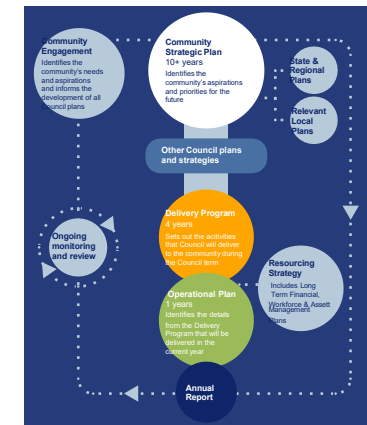 Community
Engagement
Identifies the
community's needs
and aspirations
and informs the
development of all
Council plans
Community
Strategic Plan
10+ years
Identifies the
community's aspirations
and priorities for the
future
State &
Regional
Plans
Relevant
Local
Plans
Other Council plans
and strategies
Delivery Program
4 years
Sets out the acitivities
that Council will deliver
to the community during
the Council term
Ongoing
monitoring
and review
Resourcing
Strategy
Includes Long
Term Financial,
Workforce & Assett
Management
Plans
Operational Plan
1 years
Identifies the details
from the Delivery
Program that will be
delivered in the
current year
Annual
Report